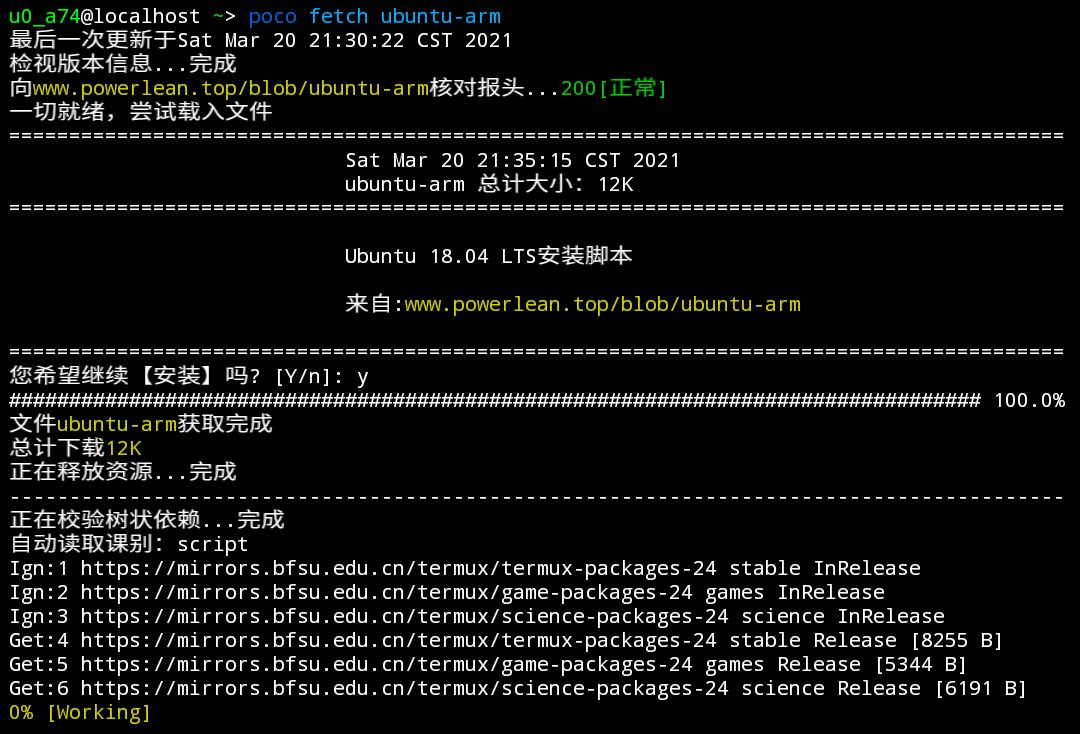 u0_a74@localhost ~> poco fetch ubuntu-arm
最后一次更新于Sat Mar 20 21:30:22 CST 2021
检视版本信息...完成
向www.powerlean.top/blob/ubuntu-arm核对报头...200[正常]
一切就绪，尝试载入文件
========================================================================================
Sat Mar 20 21:35:15 CST 2021
ubuntu-arm 总计大小：12K
========================================================================================
Ubuntu 18.04 LTS安装脚本
来自:www.powerlean.top/blob/ubuntu-arm
========================================================================================
您希望继续【安装】吗? [Y/n]: y
################################################################################# 100.0%
文件ubuntu-arm获取完成
总计下载12K
正在释放资源...完成
----------------------------------------------------------------------------------------
正在校验树状依赖...完成
自动读取课别：script
Ign:1 https://mirrors.bfsu.edu.cn/termux/termux-packages-24 stable InRelease
Ign:2 https://mirrors.bfsu.edu.cn/termux/game-packages-24 games InRelease
Ign:3 https://mirrors.bfsu.edu.cn/termux/science-packages-24 science InRelease
Get:4 https://mirrors.bfsu.edu.cn/termux/termux-packages-24 stable Release [8255 B]
Get:5 https://mirrors.bfsu.edu.cn/termux/game-packages-24 games Release [5344 B]
Get:6 https://mirrors.bfsu.edu.cn/termux/science-packages-24 science Release [6191 B]
0% [Working]